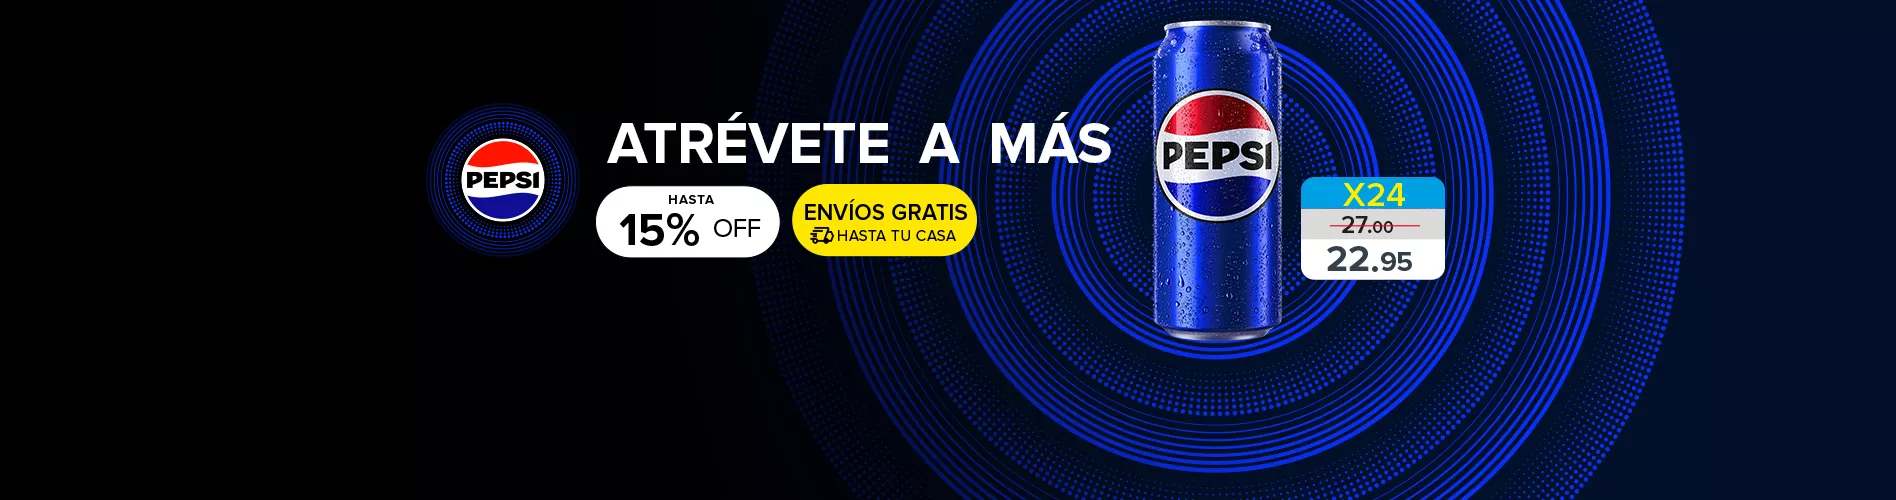 ATRÉVETE A MÁS
PEPSI
HASTA
15% OFF
ENVÍOS GRATIS
HASTA TU CASA
PEPSI
X24
27.00
22.95